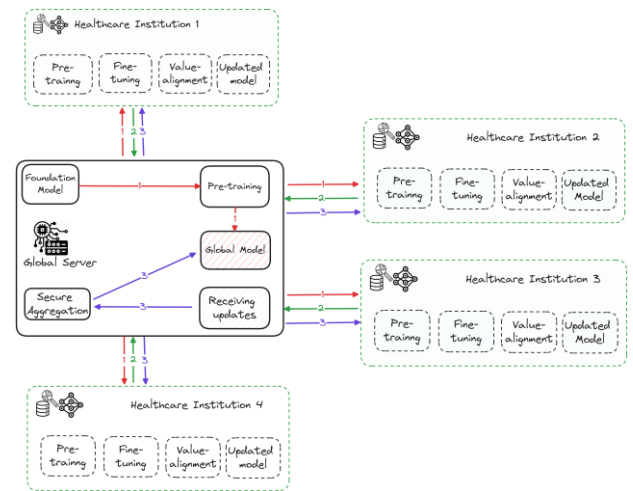 Healthcare Institution 1
Pre-
trainng
Fine-
tuning
Value-
alignment
Updated
model
1
2
3
Healthcare Institution 2
Pre-
trainng
Fine-
tuning
Value-
alignment
Updated
Model
Foundation
Model
1
Pre-training
1
2
3
1
Global Model
Global Server
3
Healthcare Institution 3
Pre-
trainng
Fine-
tuning
Value-
alignment
Updated
Model
Secure
Aggregation
3
Receiving
updates
1
2
3
1
2
3
Healthcare Institution 4
Pre-
trainng
Fine-
tuning
Value-
alignment
Updated
model